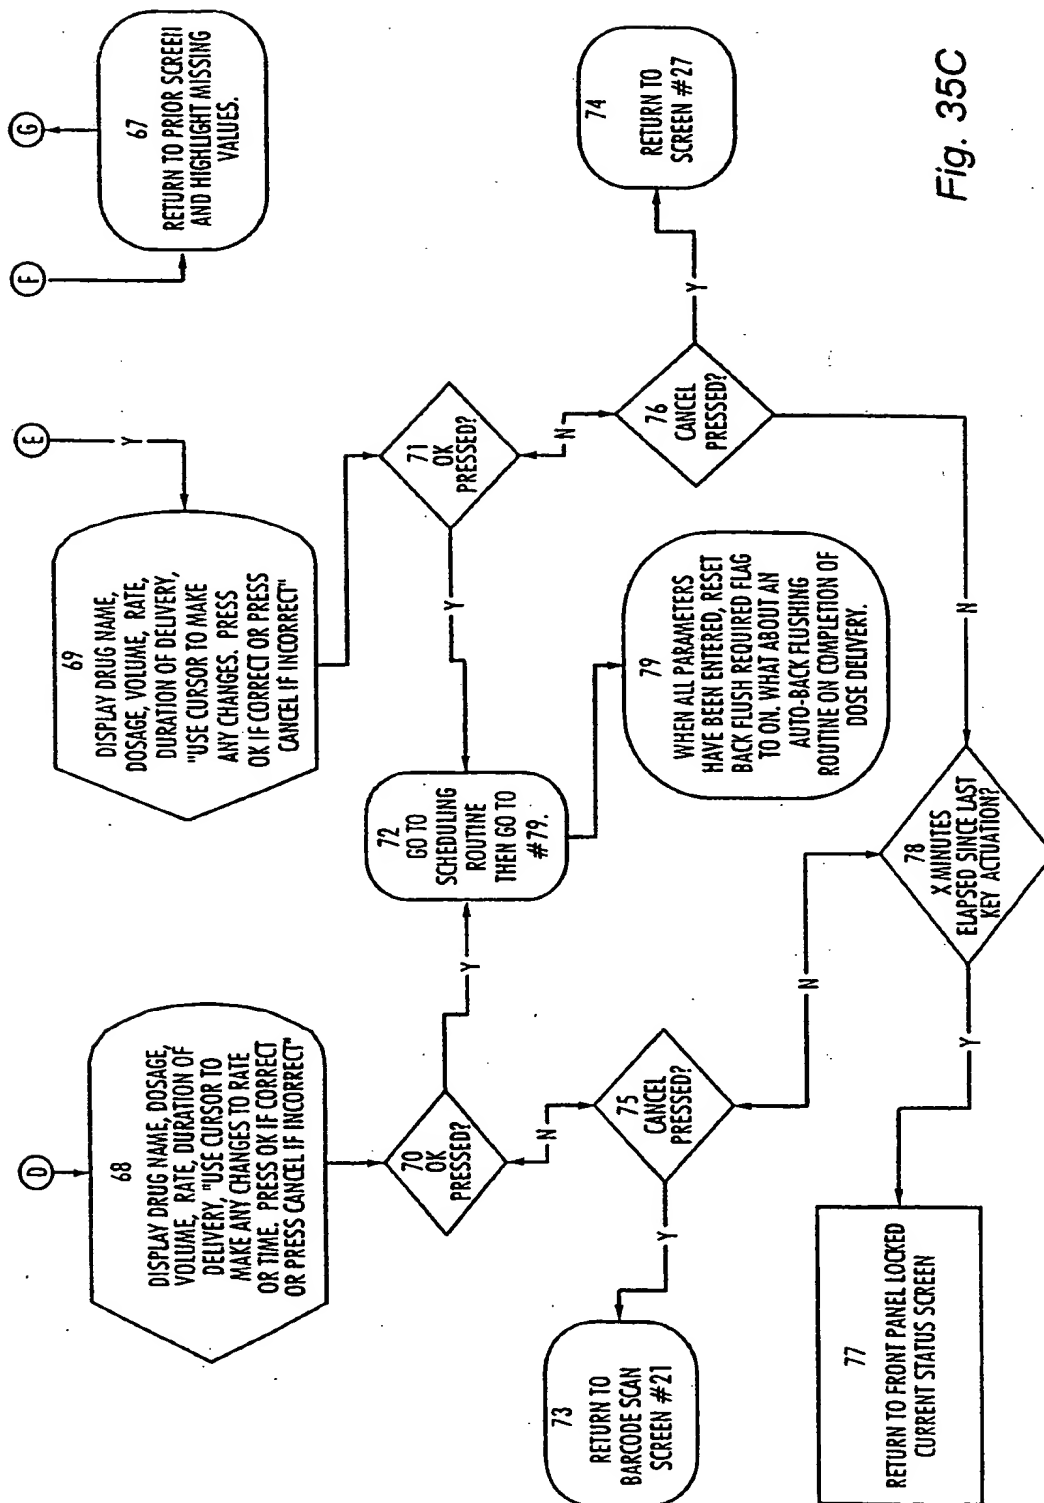 D
68
DISPLAY DRUG NAME, DOSAGE,
VOLUME, RATE, DURATION OF
DELIVERY, "USE CURSOR TO
MAKE ANY CHANGES TO RATE
OR TIME. PRESS OK IF CORRECT
OR PRESS CANCEL IF INCORRECT"
E
Y
69
DISPLAY DRUG NAME,
DOSAGE, VOLUME, RATE,
DURATION OF DELIVERY,
"USE CURSOR TO MAKE
ANY CHANGES. PRESS
OK IF CORRECT OR PRESS
CANCEL IF INCORRECT"
F
G
67
RETURN TO PRIOR SCREEN
AND HIGHLIGHT MISSING
VALUES.
70
OK
PRESSED?
Y
N
72
GO TO
SCHEDULING
ROUTINE
THEN GO TO
#79.
Y
71
OK
PRESSED?
N
73
RETURN TO
BARCODE SCAN
SCREEN #21
Y
75
CANCEL
PRESSED?
N
79
WHEN ALL PARAMETERS
HAVE BEEN ENTERED, RESET
BACK FLUSH REQUIRED FLAG
TO ON. WHAT ABOUT AN
AUTO-BACK FLUSHING
ROUTINE ON COMPLETION OF
DOSE DELIVERY.
76
CANCEL
PRESSED?
Y
N
74
RETURN TO
SCREEN #27
77
RETURN TO FRONT PANEL LOCKED
CURRENT STATUS SCREEN
Y
78
X MINUTES
ELAPSED SINCE LAST
KEY ACTUATION?
Fig. 35C